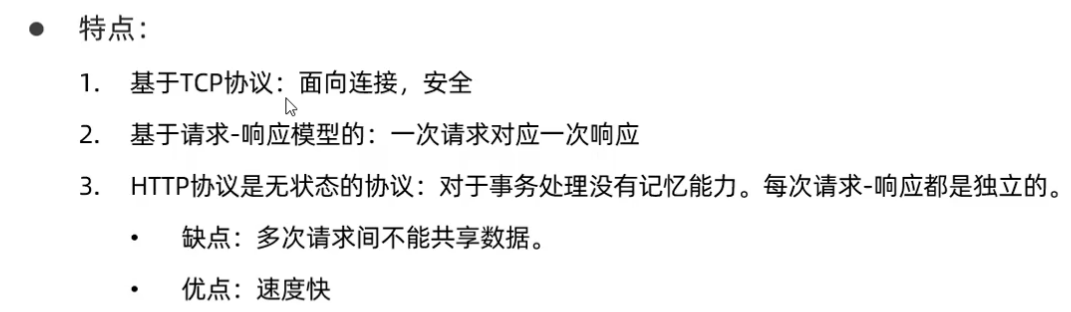 ● 特点：
1. 基于TCP协议：面向连接，安全
2. 基于请求-响应模型的：一次请求对应一次响应
3. HTTP协议是无状态的协议：对于事务处理没有记忆能力。每次请求-响应都是独立的。
• 缺点：多次请求间不能共享数据。
• 优点：速度快